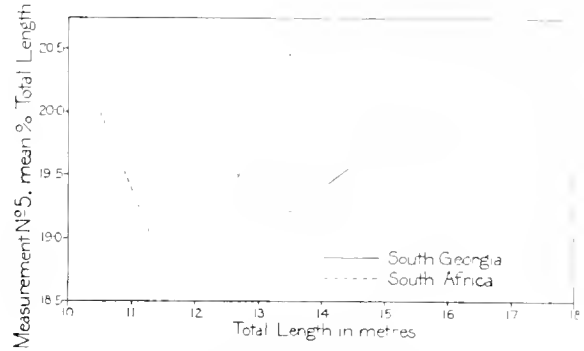 Measurement Nº5, mean % Total Length
20·5
20·0
19·5
19·0
18·5
10 11 12 13 14 15 16 17 18
Total Length in metres
South Georgia
South Africa